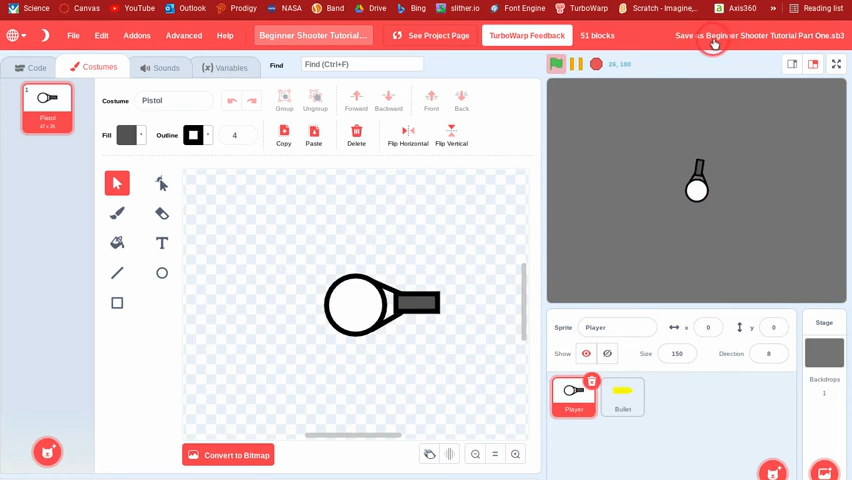 Science Canvas YouTube Outlook Prodigy NASA Band Drive Bing slither.io Font Engine TurboWarp Scratch - Imagine,... Axis360 » Reading list
File Edit Addons Advanced Beginner Shooter Tutorial... See Project Page TurboWarp Feedback 51 blocks Save as Beginner Shooter Tutorial Part One.sb3
Code Costumes Sounds (x) Variables Find Find (Ctrl+F)
26, 180
1
Pistol
Costume Pistol
Group Ungroup Forward Backward Front Back
Fill Outline 4
Copy Paste Delete Flip Horizontal Flip Vertical
T
Convert to Bitmap
Sprite Player x 0 y 0
Show Size 150 Direction 8
Player Bullet
Stage
Backdrops
1